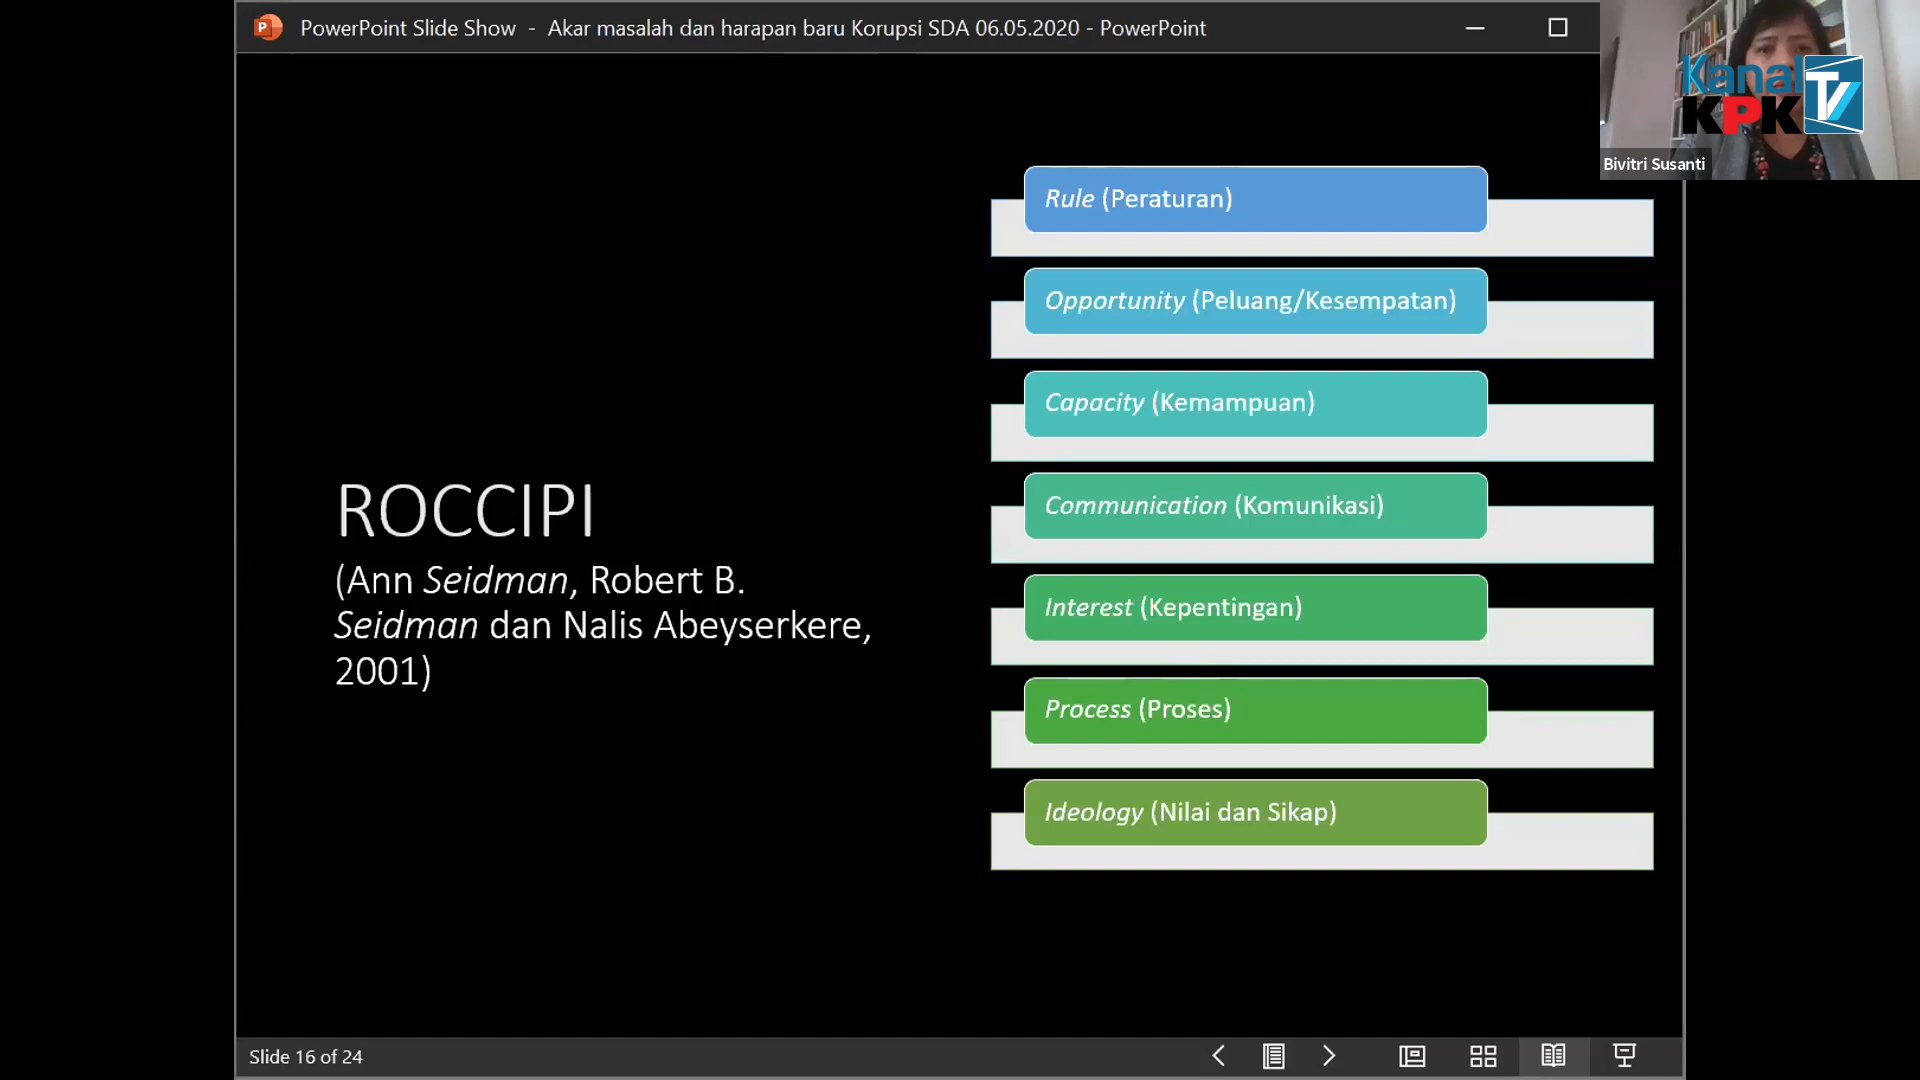 PowerPoint Slide Show - Akar masalah dan harapan baru Korupsi SDA 06.05.2020 - PowerPoint
Kanal
KPK TV
Bivitri Susanti
ROCCIPI
(Ann Seidman, Robert B.
Seidman dan Nalis Abeyserkere,
2001)
Rule (Peraturan)
Opportunity (Peluang/Kesempatan)
Capacity (Kemampuan)
Communication (Komunikasi)
Interest (Kepentingan)
Process (Proses)
Ideology (Nilai dan Sikap)
Slide 16 of 24